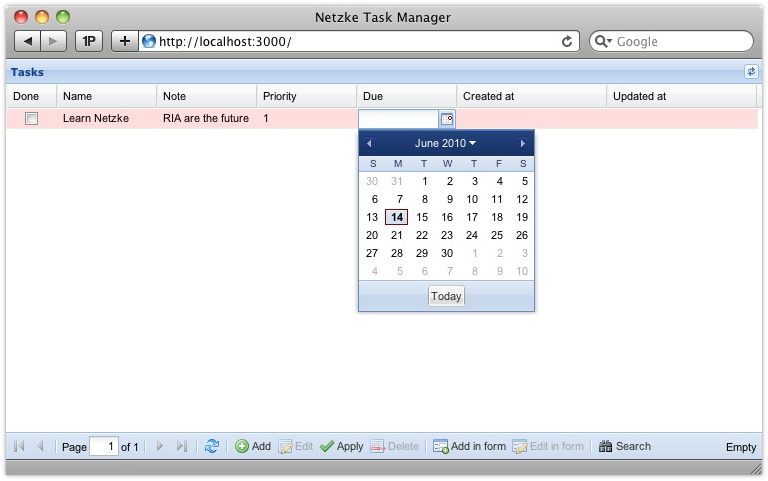 Netzke Task Manager
1P
http://localhost:3000/
Google
Tasks
Done Name Note Priority Due Created at Updated at
Learn Netzke RIA are the future 1
June 2010
S M T W T F S
30 31 1 2 3 4 5
6 7 8 9 10 11 12
13 14 15 16 17 18 19
20 21 22 23 24 25 26
27 28 29 30 1 2 3
4 5 6 7 8 9 10
Today
Page 1 of 1 Add Edit Apply Delete Add in form Edit in form Search Empty